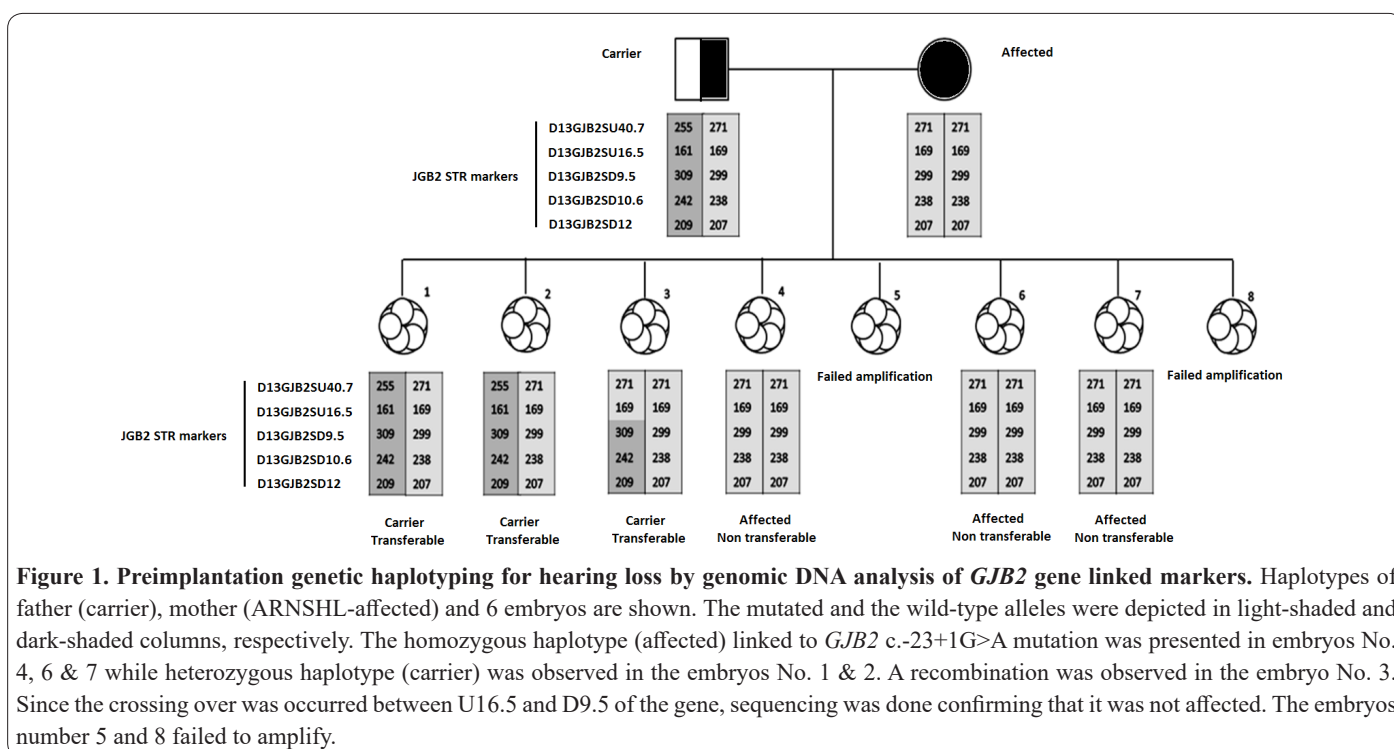 Carrier Affected
D13GJB2SU40.7 255 271 271 271
D13GJB2SU16.5 161 169 169 169
JGB2 STR markers D13GJB2SD9.5 309 299 299 299
D13GJB2SD10.6 242 238 238 238
D13GJB2SD12 209 207 207 207
1 2 3 4 5 6 7 8
Failed amplification Failed amplification
D13GJB2SU40.7 255 271 255 271 271 271 271 271 271 271 271 271
D13GJB2SU16.5 161 169 161 169 169 169 169 169 169 169 169 169
JGB2 STR markers D13GJB2SD9.5 309 299 309 299 309 299 299 299 299 299 299 299
D13GJB2SD10.6 242 238 242 238 242 238 238 238 238 238 238 238
D13GJB2SD12 209 207 209 207 209 207 207 207 207 207 207 207
Carrier Carrier Carrier Affected Affected Affected
Transferable Transferable Transferable Non transferable Non transferable Non transferable
Figure 1. Preimplantation genetic haplotyping for hearing loss by genomic DNA analysis of GJB2 gene linked markers. Haplotypes of
father (carrier), mother (ARNSHL-affected) and 6 embryos are shown. The mutated and the wild-type alleles were depicted in light-shaded and
dark-shaded columns, respectively. The homozygous haplotype (affected) linked to GJB2 c.-23+1G>A mutation was presented in embryos No.
4, 6 & 7 while heterozygous haplotype (carrier) was observed in the embryos No. 1 & 2. A recombination was observed in the embryo No. 3.
Since the crossing over was occurred between U16.5 and D9.5 of the gene, sequencing was done confirming that it was not affected. The embryos
number 5 and 8 failed to amplify.